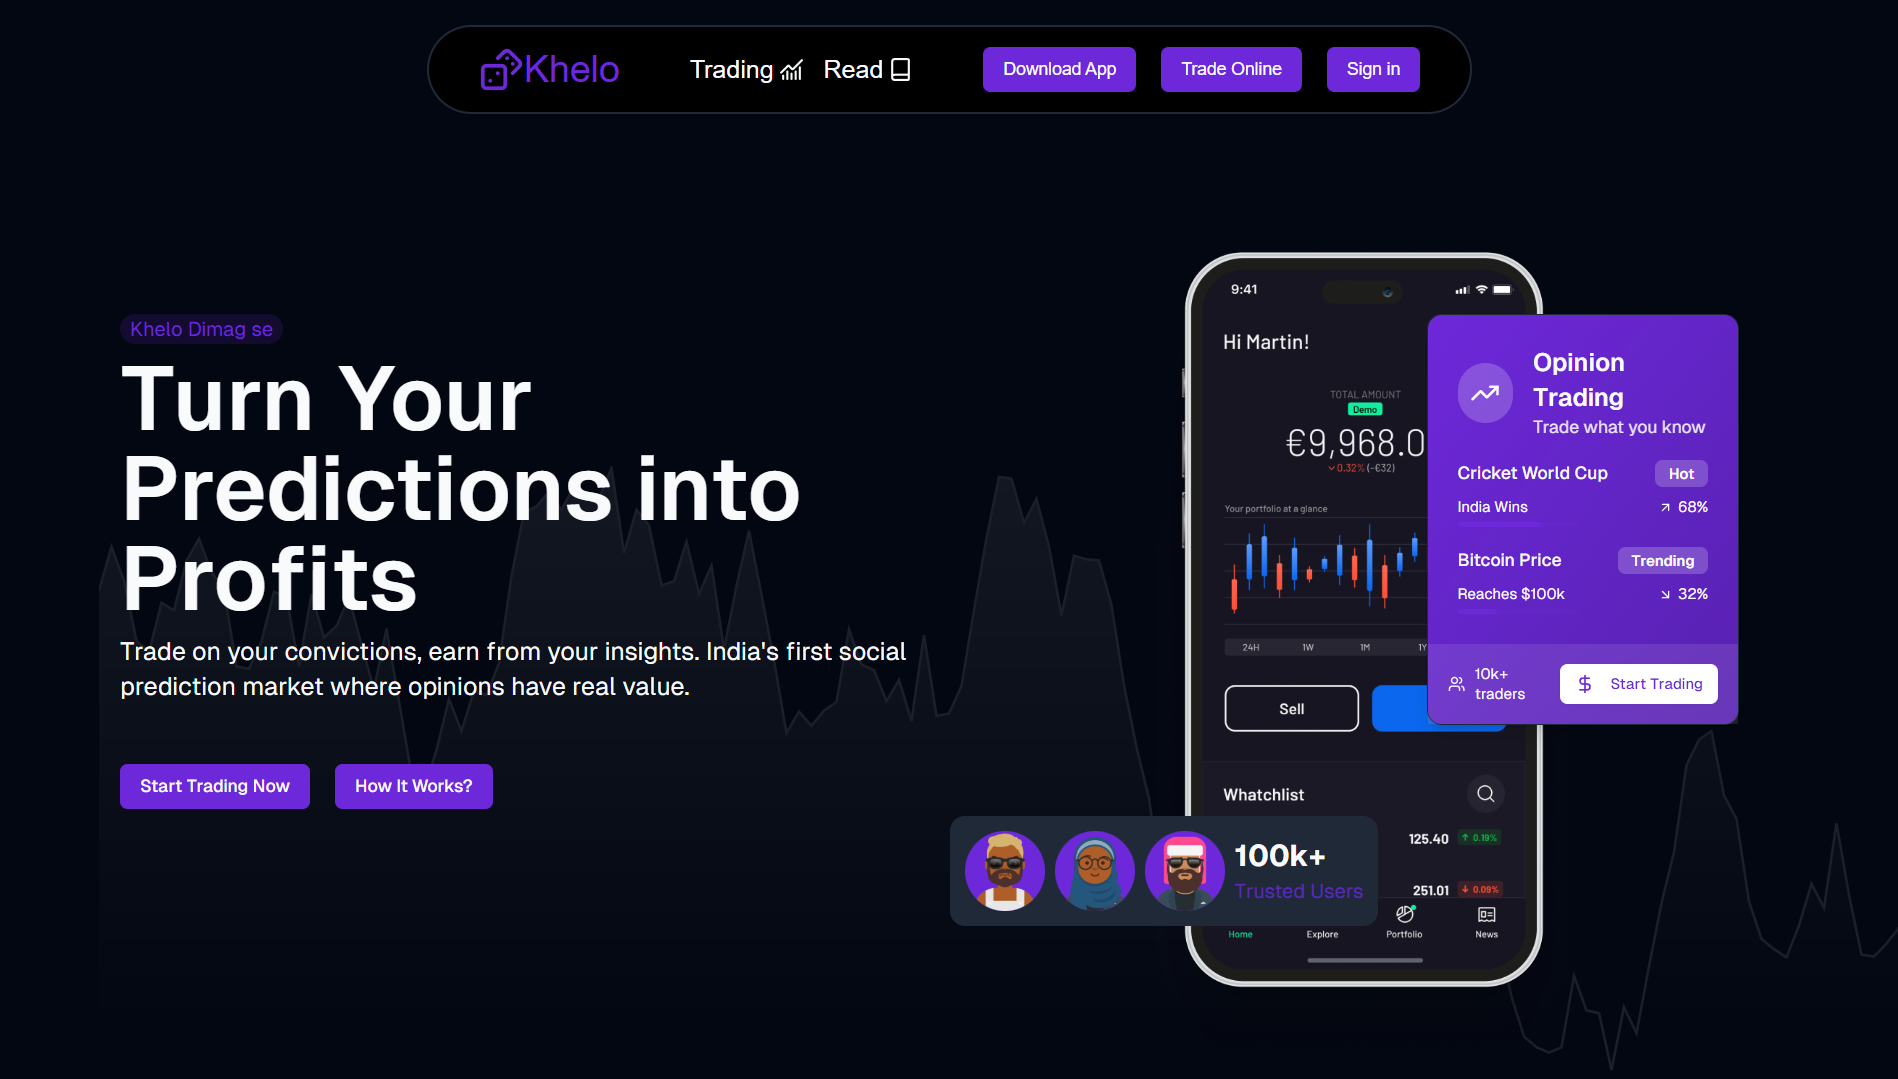 Khelo
Trading
Read
Download App
Trade Online
Sign in
Khelo Dimag se
Turn Your
Predictions into
Profits
Trade on your convictions, earn from your insights. India's first social
prediction market where opinions have real value.
Start Trading Now
How It Works?
9:41
Hi Martin!
TOTAL AMOUNT
Demo
€9,968.0
0.32% (-€32)
Your portfolio at a glance
24H 1W 1M 1Y
Sell
Whatchlist
125.40 0.19%
251.01 0.09%
Home Explore Portfolio News
Opinion
Trading
Trade what you know
Cricket World Cup Hot
India Wins 68%
Bitcoin Price Trending
Reaches $100k 32%
10k+
traders
Start Trading
100k+
Trusted Users